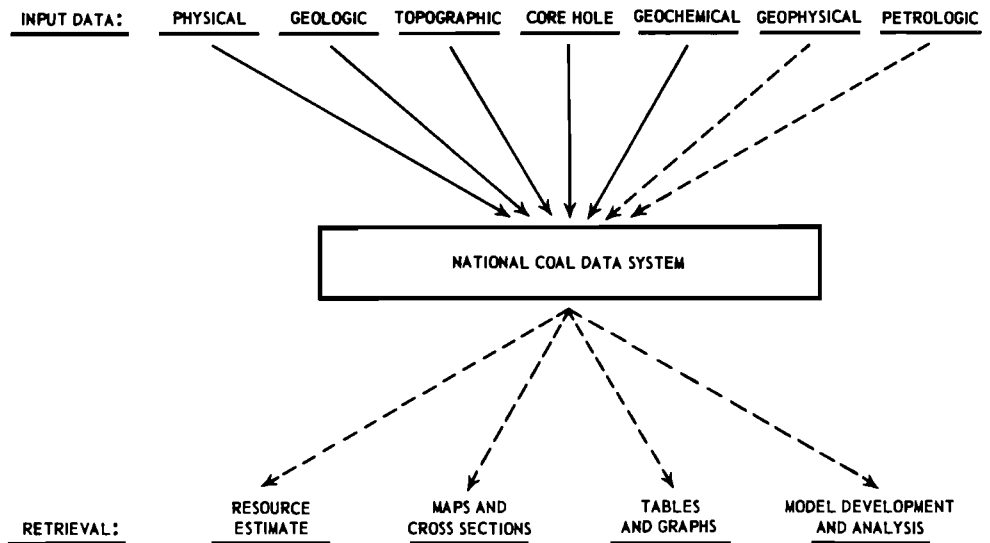 INPUT DATA: PHYSICAL GEOLOGIC TOPOGRAPHIC CORE HOLE GEOCHEMICAL GEOPHYSICAL PETROLOGIC
NATIONAL COAL DATA SYSTEM
RETRIEVAL:
RESOURCE
ESTIMATE
MAPS AND
CROSS SECTIONS
TABLES
AND GRAPHS
MODEL DEVELOPMENT
AND ANALYSIS